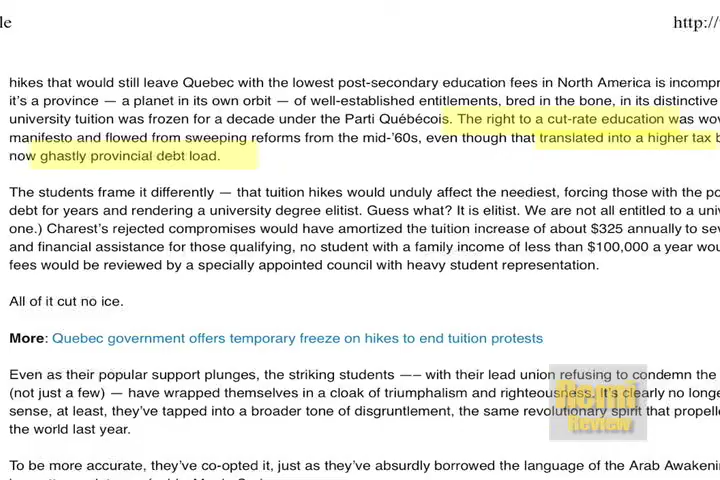 le
http://
hikes that would still leave Quebec with the lowest post-secondary education fees in North America is
it's a province — a planet in its own orbit — of well-established entitlements, bred in the bone, in its distinctive
university tuition was frozen for a decade under the Parti Québécois. The right to a cut-rate education was
manifesto and flowed from sweeping reforms from the mid-'60s, even though that translated into a higher tax
now ghastly provincial debt load.
The students frame it differently — that tuition hikes would unduly affect the neediest, forcing those with the
debt for years and rendering a university degree elitist. Guess what? It is elitist. We are not all entitled to a
one.) Charest's rejected compromises would have amortized the tuition increase of about $325 annually to
and financial assistance for those qualifying, no student with a family income of less than $100,000 a year
fees would be reviewed by a specially appointed council with heavy student representation.
All of it cut no ice.
More: Quebec government offers temporary freeze on hikes to end tuition protests
Even as their popular support plunges, the striking students –– with their lead union refusing to condemn the
(not just a few) — have wrapped themselves in a cloak of triumphalism and righteousness. It's clearly no
sense, at least, they've tapped into a broader tone of disgruntlement, the same revolutionary spirit that
the world last year.
Remi
Review
To be more accurate, they've co-opted it, just as they've absurdly borrowed the language of the Arab